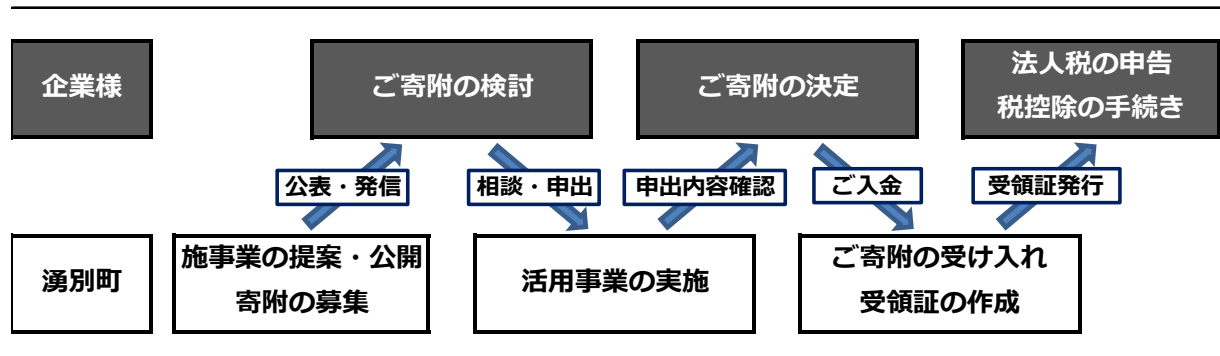 企業様
ご寄附の検討
ご寄附の決定
法人税の申告
税控除の手続き
公表・発信
相談・申出
申出内容確認
ご入金
受領証発行
湧別町
施事業の提案・公開
寄附の募集
活用事業の実施
ご寄附の受け入れ
受領証の作成